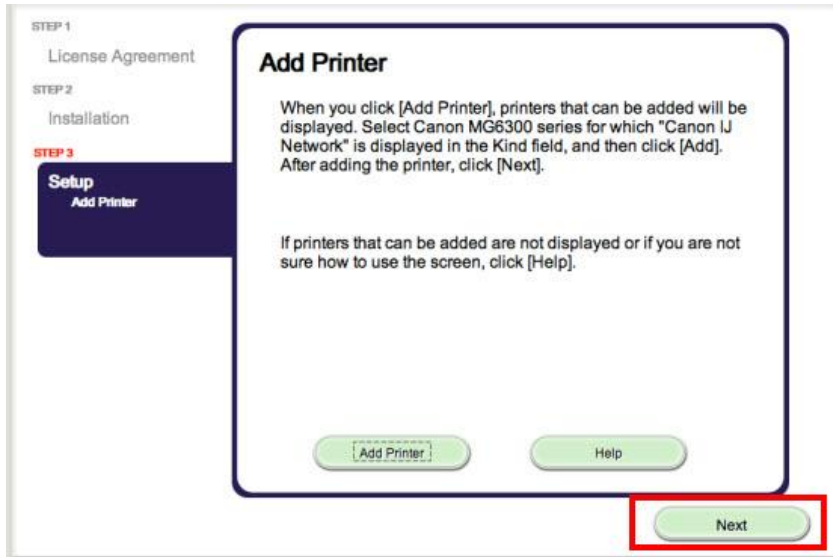 STEP 1
License Agreement
STEP 2
Installation
STEP 3
Setup
Add Printer
Add Printer
When you click [Add Printer], printers that can be added will be
displayed. Select Canon MG6300 series for which "Canon IJ
Network" is displayed in the Kind field, and then click [Add].
After adding the printer, click [Next].
If printers that can be added are not displayed or if you are not
sure how to use the screen, click [Help].
Add Printer
Help
Next